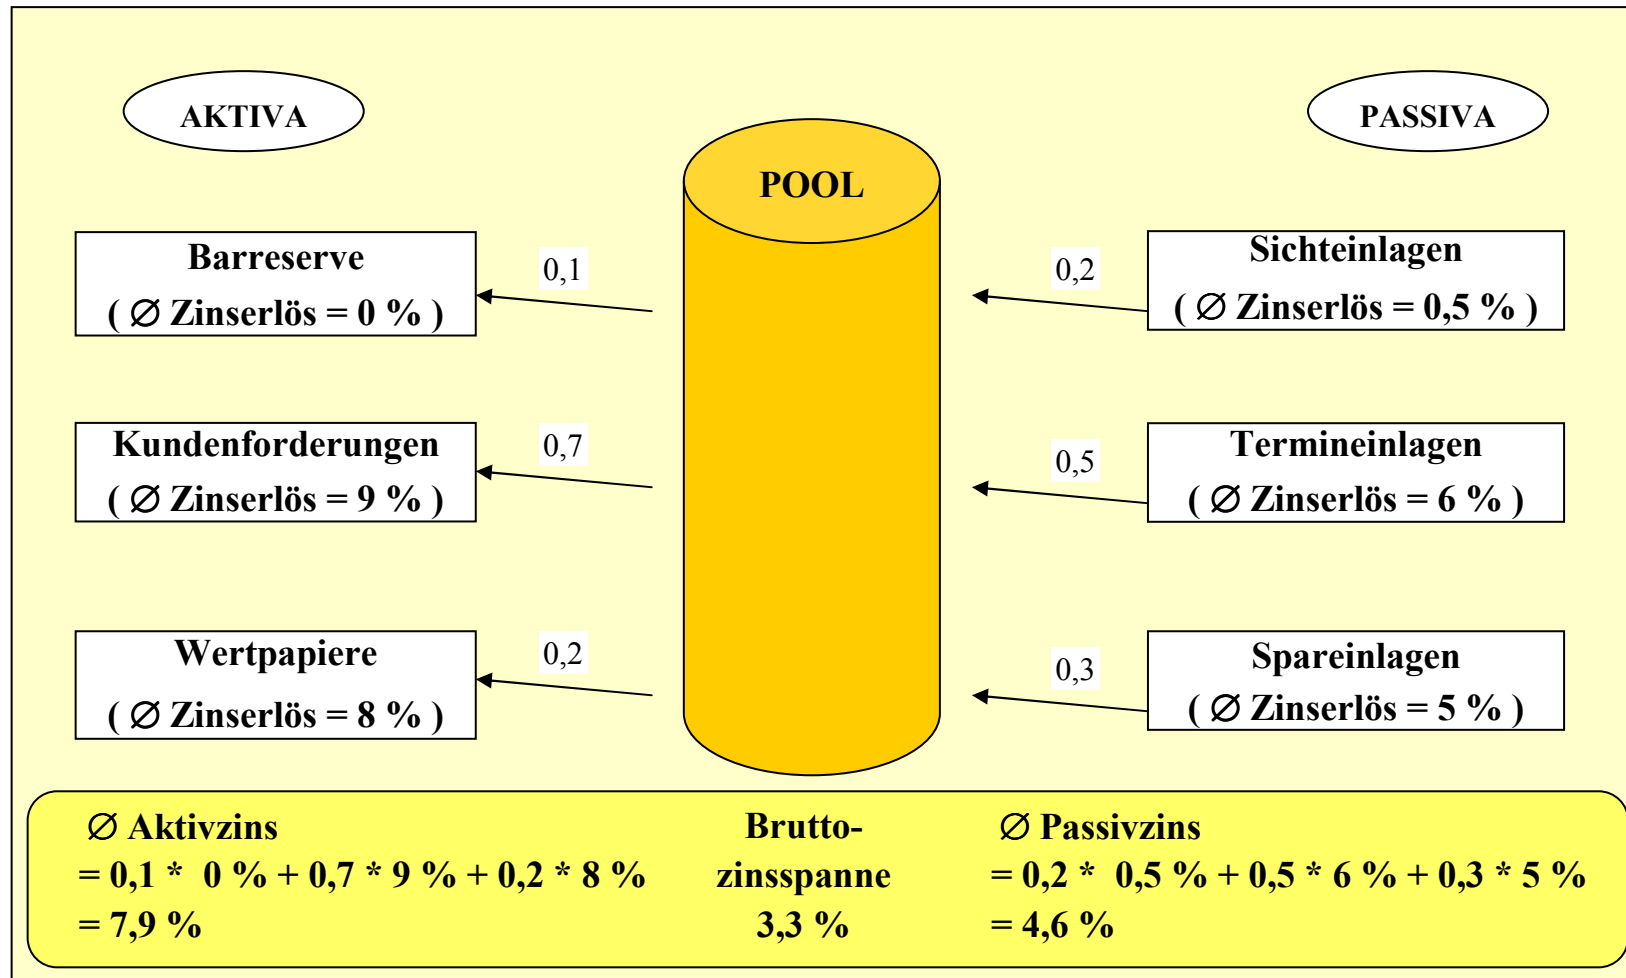 AKTIVA
PASSIVA
POOL
Barreserve
( ∅ Zinserlös = 0 % )
0,1
0,2
Sichteinlagen
( ∅ Zinserlös = 0,5 % )
Kundenforderungen
( ∅ Zinserlös = 9 % )
0,7
0,5
Termineinlagen
( ∅ Zinserlös = 6 % )
Wertpapiere
( ∅ Zinserlös = 8 % )
0,2
0,3
Spareinlagen
( ∅ Zinserlös = 5 % )
∅ Aktivzins
= 0,1 * 0 % + 0,7 * 9 % + 0,2 * 8 %
= 7,9 %
Brutto-
zinsspanne
3,3 %
∅ Passivzins
= 0,2 * 0,5 % + 0,5 * 6 % + 0,3 * 5 %
= 4,6 %